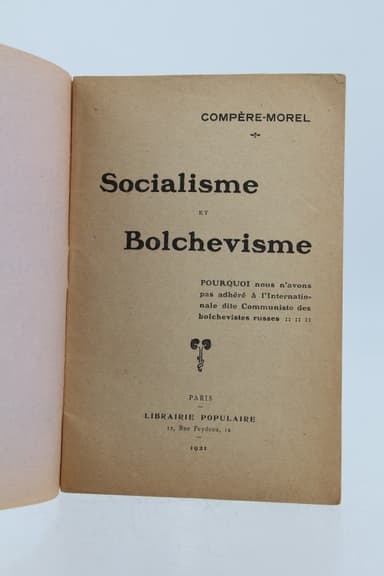 COMPÈRE-MOREL
Socialisme
ET
Bolchevisme
POURQUOI nous n'avons
pas adhéré à l'Internatio-
nale dite Communiste des
bolchevistes russes :: :: ::
PARIS
LIBRAIRIE POPULAIRE
12, Rue Feydeau, 12
1921